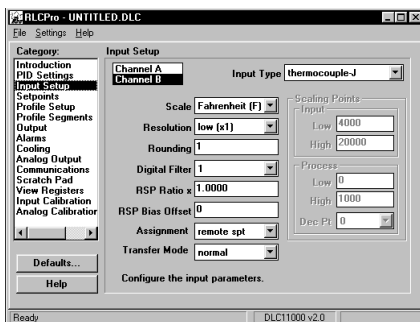 RLCPro - UNTITLED.DLC
File Settings Help
Category:
Introduction
PID Settings
Input Setup
Setpoints
Profile Setup
Profile Segments
Output
Alarms
Cooling
Analog Output
Communications
Scratch Pad
View Registers
Input Calibration
Analog Calibration
Defaults...
Help
Input Setup
Channel A
Channel B
Input Type thermocouple-J
Scale Fahrenheit (F)
Resolution low (x1)
Rounding 1
Digital Filter 1
RSP Ratio x 1.0000
RSP Bias Offset 0
Assignment remote spt
Transfer Mode normal
Scaling Points
Input
Low 4000
High 20000
Process
Low 0
High 1000
Dec Pt 0
Configure the input parameters.
Ready
DLC11000 v2.0